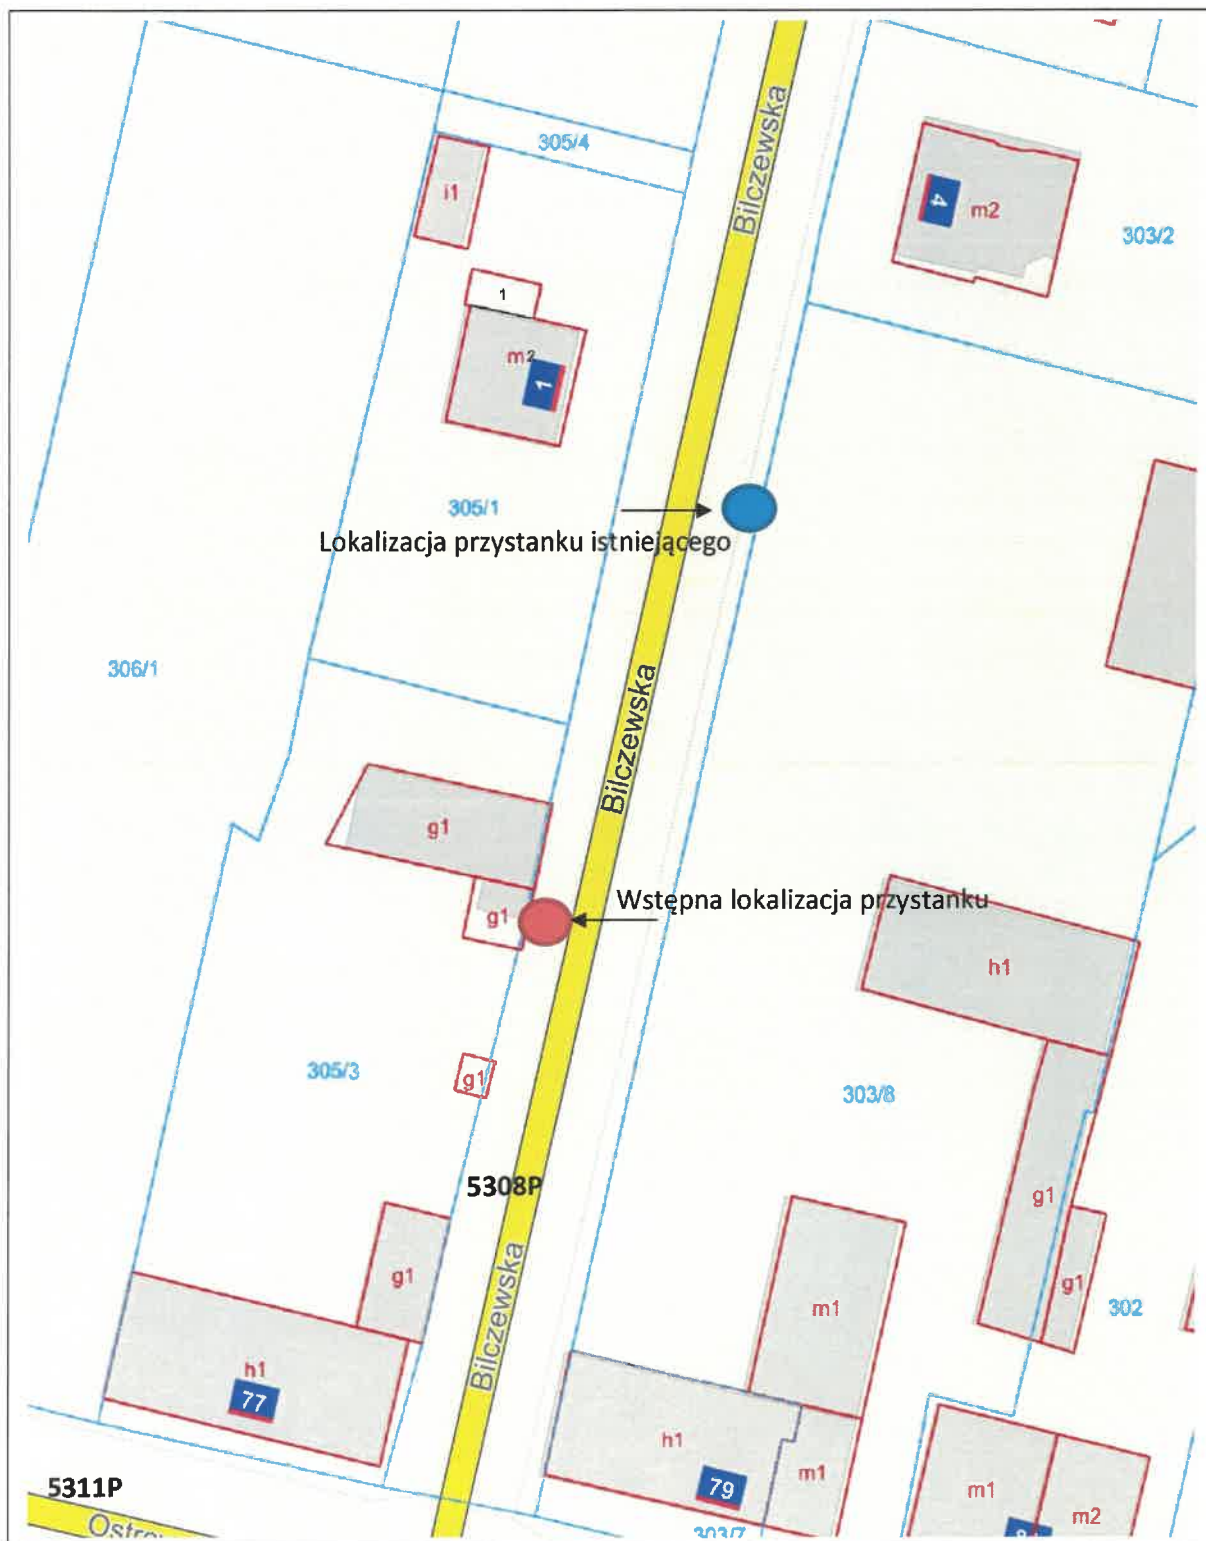 305/4
Bilczewska
i1
4
m2
303/2
1
m2
1
305/1
Lokalizacja przystanku istniejącego
306/1
Bilczewska
g1
Wstępna lokalizacja przystanku
g1
h1
305/3
g1
303/8
5308P
g1
g1
g1
302
m1
Bilczewska
h1
77
h1
79
m1
m1
m2
5311P
303/7